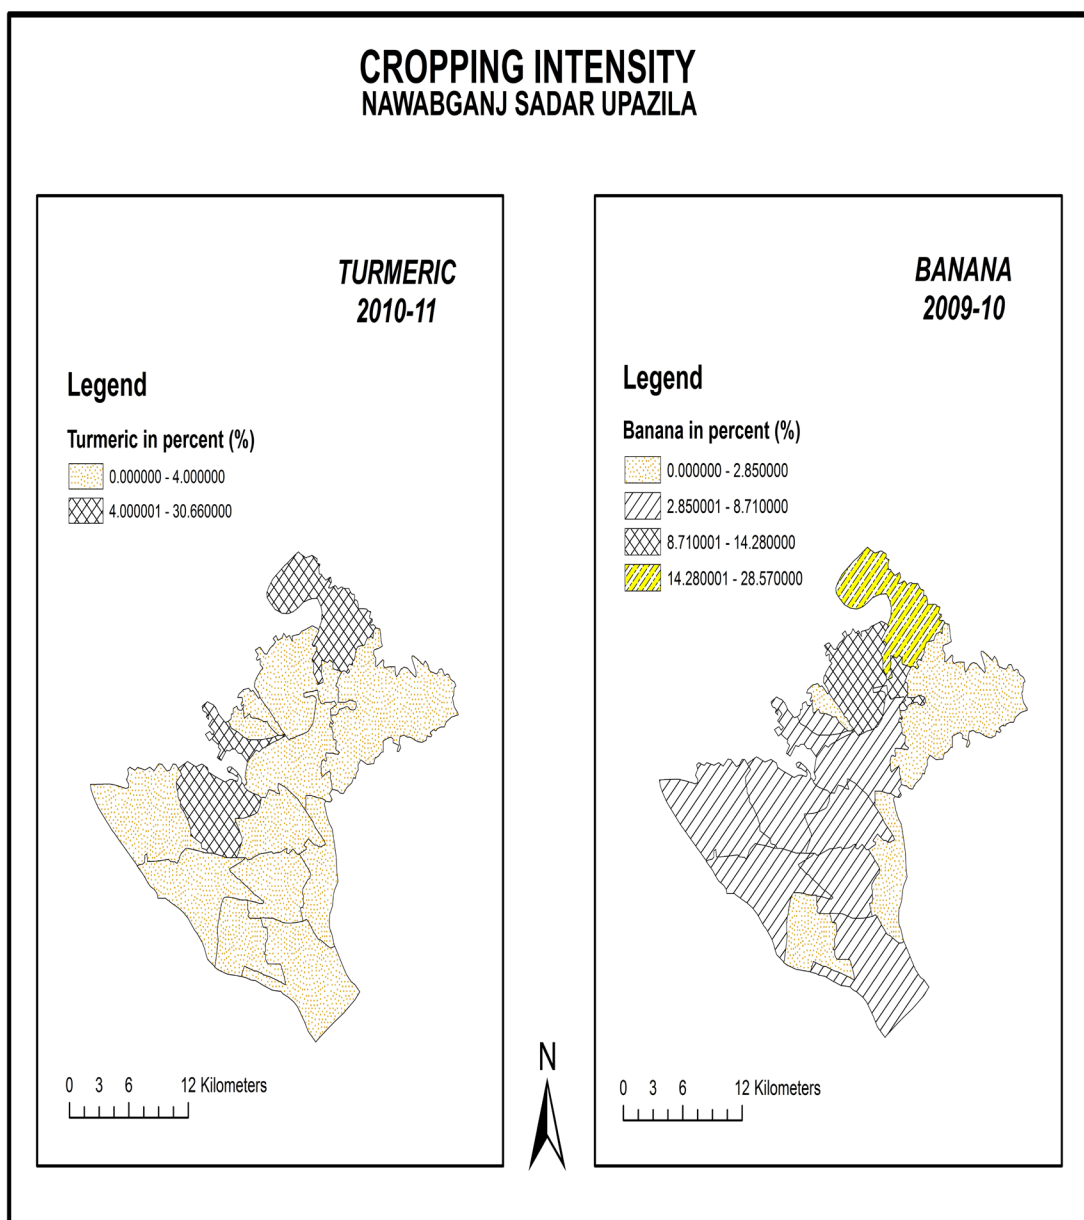 CROPPING INTENSITY
NAWABGANJ SADAR UPAZILA
TURMERIC
2010-11
Legend
Turmeric in percent (%)
0.000000 - 4.000000
4.000001 - 30.660000
0 3 6 12 Kilometers
N
BANANA
2009-10
Legend
Banana in percent (%)
0.000000 - 2.850000
2.850001 - 8.710000
8.710001 - 14.280000
14.280001 - 28.570000
0 3 6 12 Kilometers